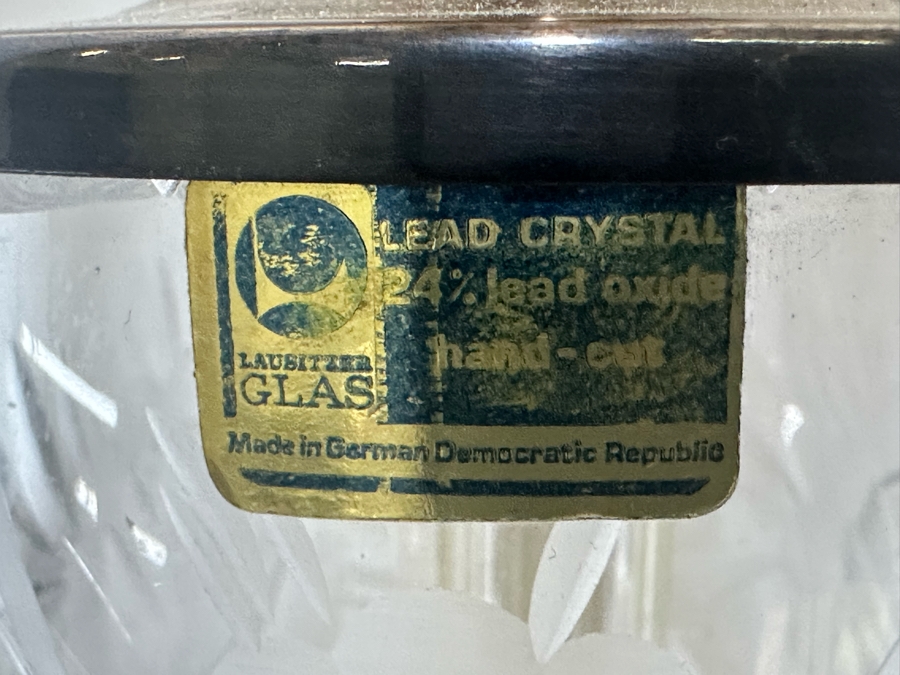 LEAD CRYSTAL
24% lead oxide
hand-cut
LAUSITZER
GLAS
Made in German Democratic Republic